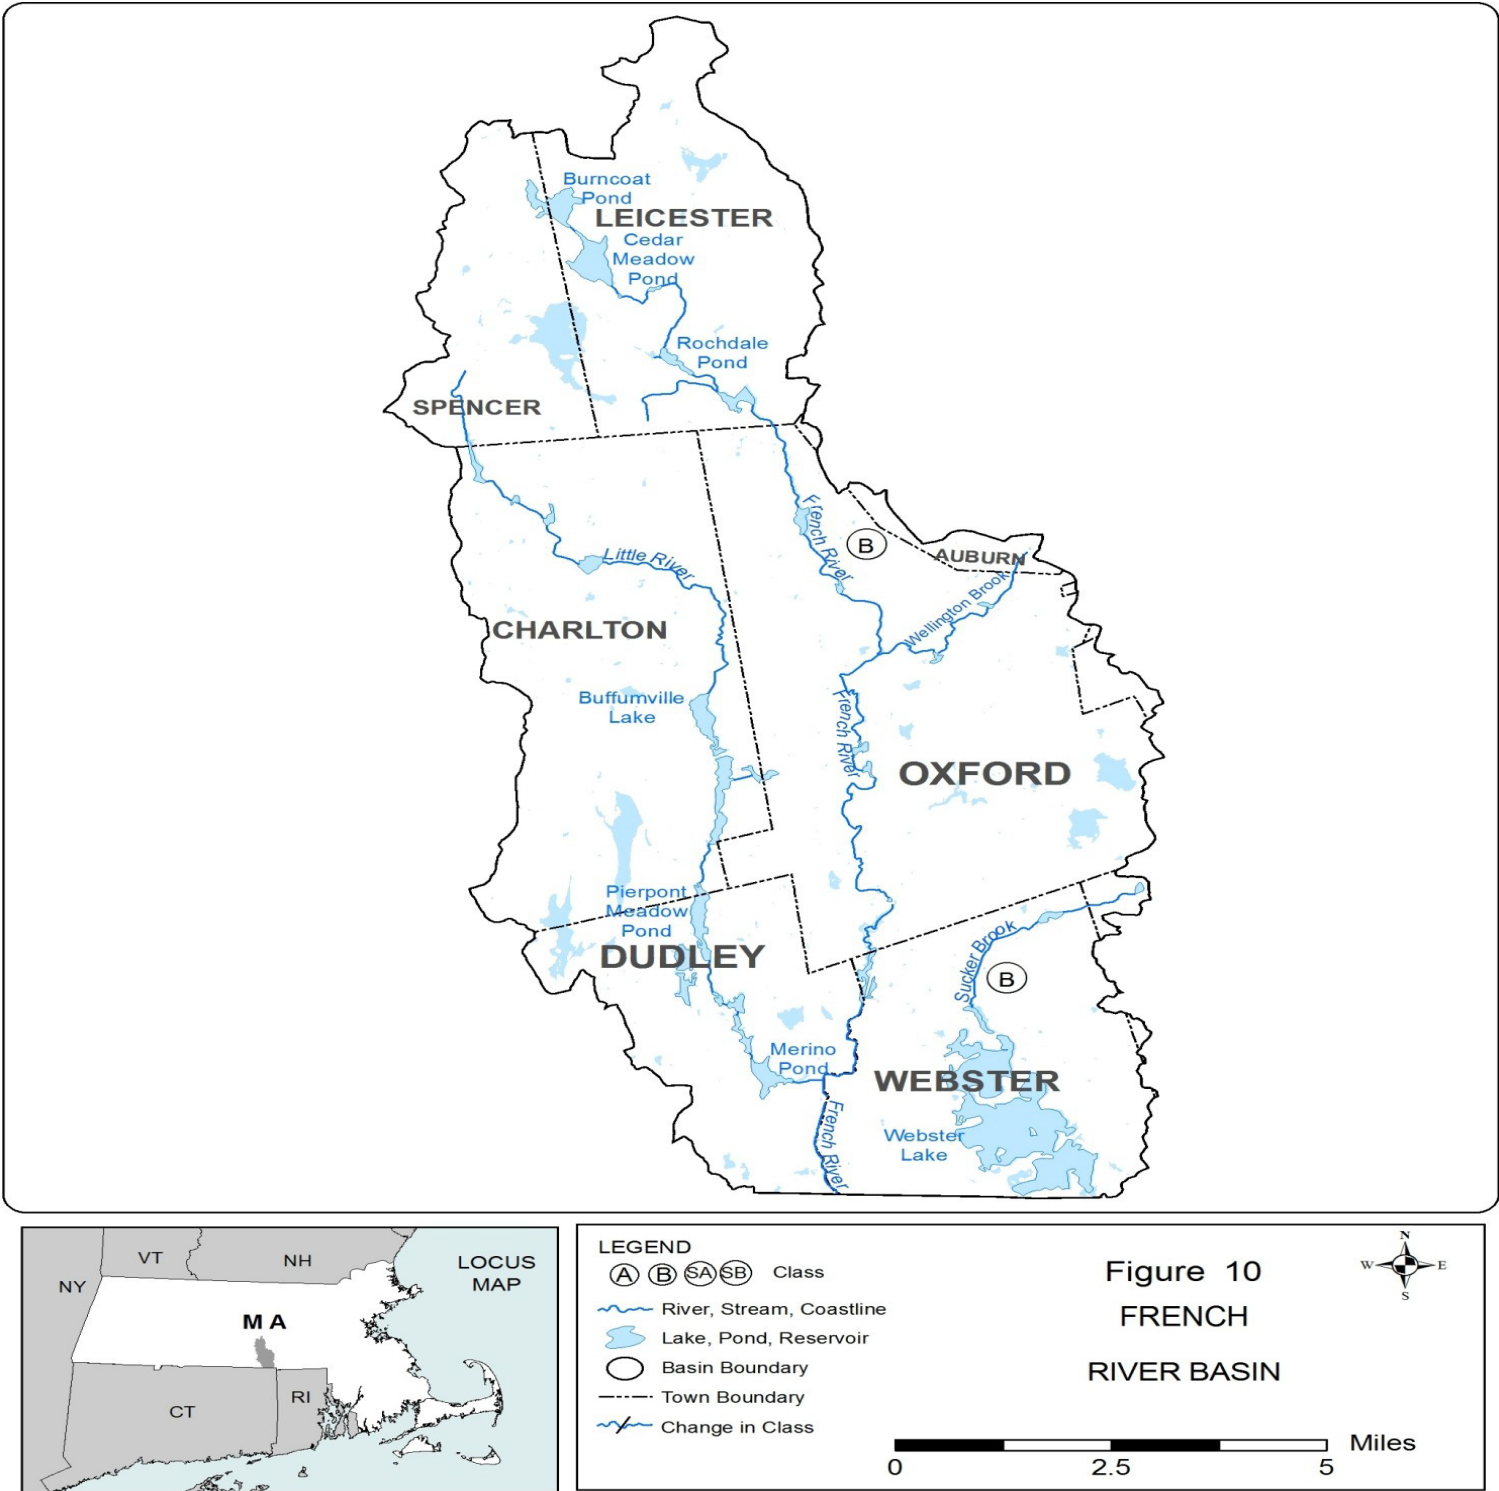 Burncoat
Pond
LEICESTER
Cedar
Meadow
Pond
Rochdale
Pond
SPENCER
French River
B
AUBURN
Little River
Wellington Brook
CHARLTON
Buffumville
Lake
French River
OXFORD
Pierpont
Meadow
Pond
DUDLEY
Sucker Brook
B
Merino
Pond
WEBSTER
French River
Webster
Lake
VT
NH
LOCUS
MAP
NY
MA
RI
CT
LEGEND
A B SA SB Class
River, Stream, Coastline
Lake, Pond, Reservoir
Basin Boundary
Town Boundary
Change in Class
Figure 10
FRENCH
RIVER BASIN
N
W E
S
Miles
0 2.5 5